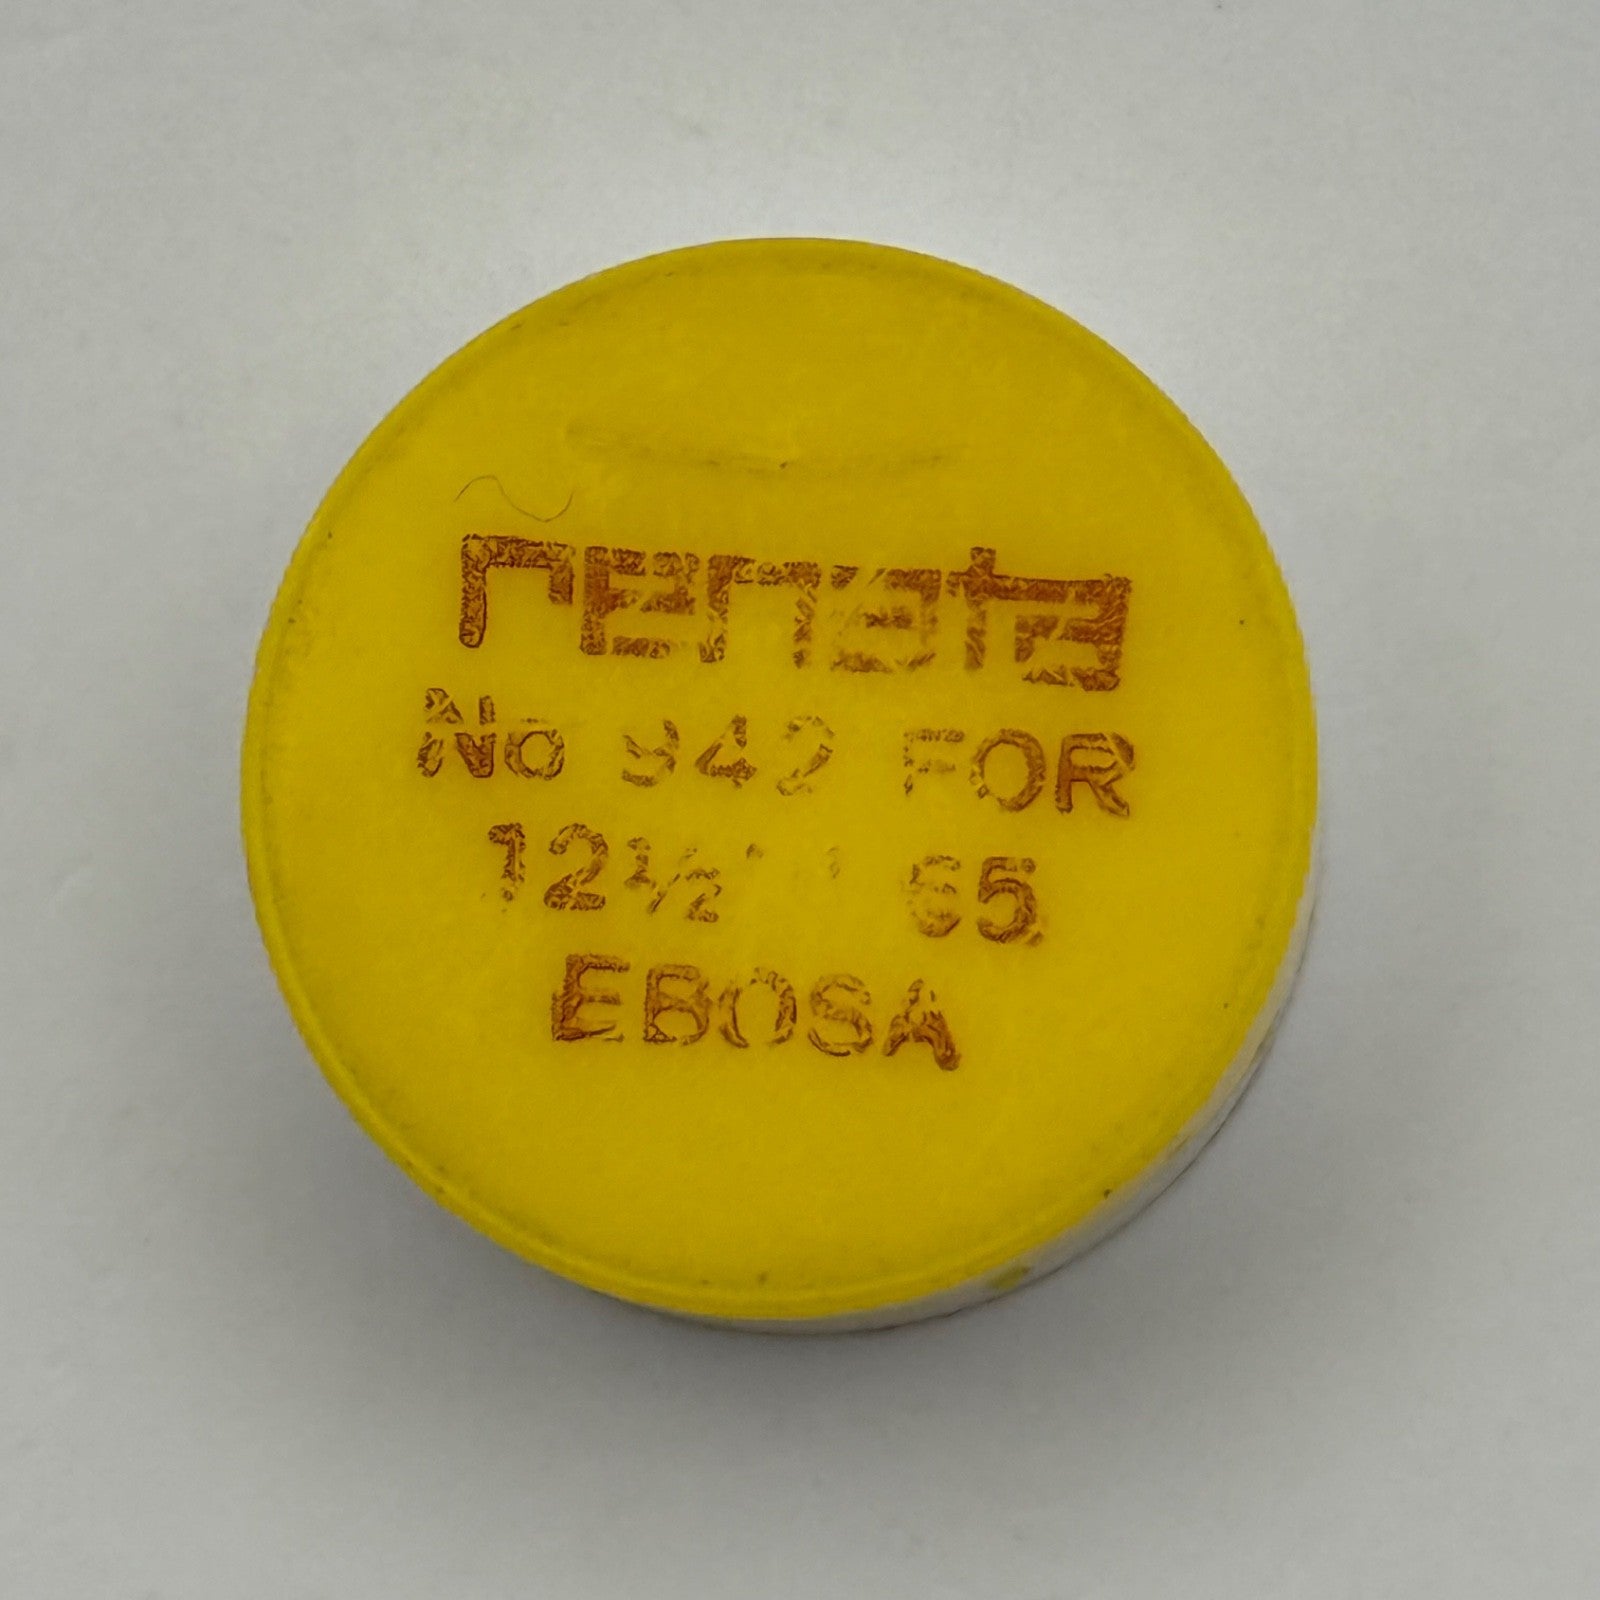 renata
No 942 FOR
12½''' 65
EBOSA